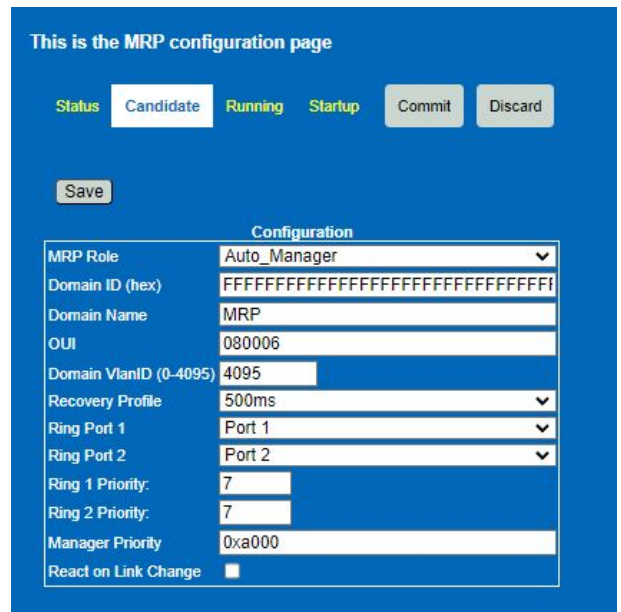 This is the MRP configuration page
Status Candidate Running Startup Commit Discard
Save
Configuration
MRP Role Auto_Manager
Domain ID (hex) FFFFFFFFFFFFFFFFFFFFFFFFFFFFFFFF
Domain Name MRP
OUI 080006
Domain VlanID (0-4095) 4095
Recovery Profile 500ms
Ring Port 1 Port 1
Ring Port 2 Port 2
Ring 1 Priority: 7
Ring 2 Priority: 7
Manager Priority 0xa000
React on Link Change